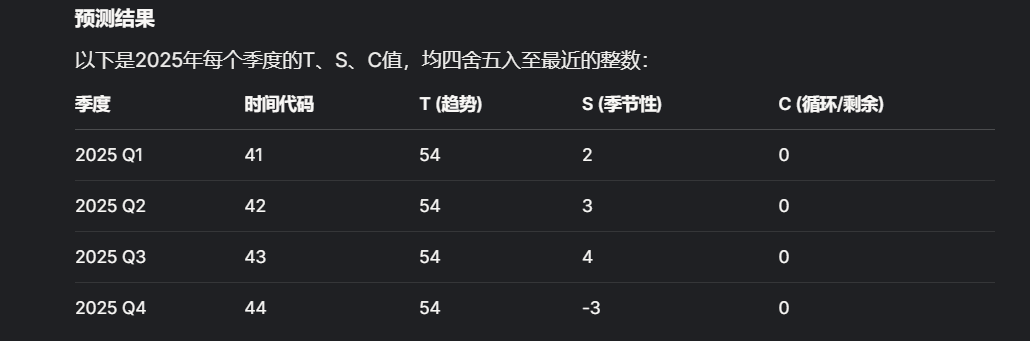 预测结果
以下是2025年每个季度的T、S、C值，均四舍五入至最近的整数：
季度 时间代码 T (趋势) S (季节性) C (循环/剩余)
2025 Q1 41 54 2 0
2025 Q2 42 54 3 0
2025 Q3 43 54 4 0
2025 Q4 44 54 -3 0